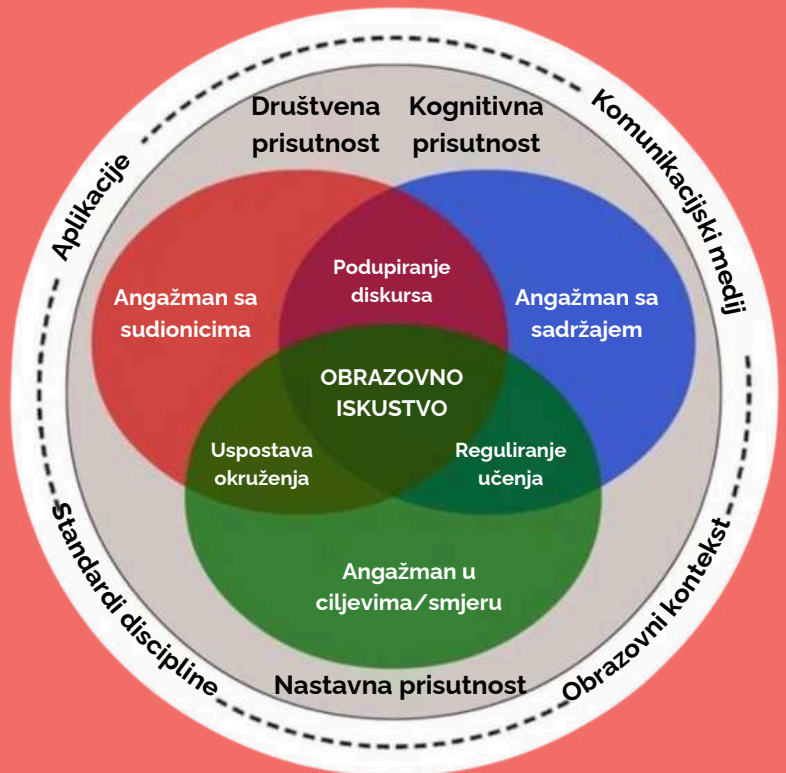 Društvena
prisutnost
Kognitivna
prisutnost
Komunikacijski medij
Aplikacije
Angažman sa
sudionicima
Podupiranje
diskursa
Angažman sa
sadržajem
OBRAZOVNO
ISKUSTVO
Uspostava
okruženja
Reguliranje
učenja
Angažman u
ciljevima/smjeru
Nastavna prisutnost
Standardi discipline
Obrazovni kontekst